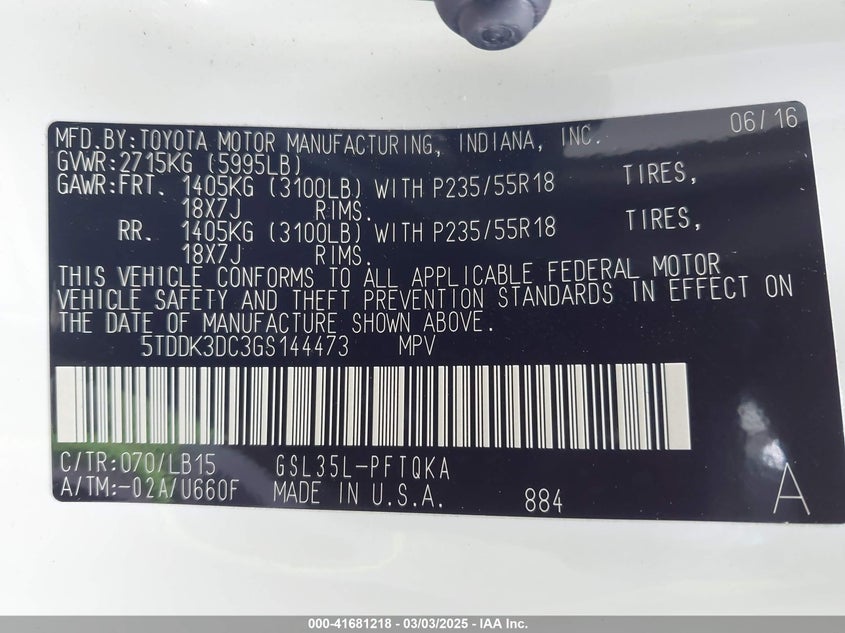 06/16
MFD.BY:TOYOTA MOTOR MANUFACTURING, INDIANA, INC.
GVWR:2715KG (5995LB)
GAWR:FRT. 1405KG (3100LB) WITH P235/55R18 TIRES,
18X7J RIMS.
RR. 1405KG (3100LB) WITH P235/55R18 TIRES,
18X7J RIMS.
THIS VEHICLE CONFORMS TO ALL APPLICABLE FEDERAL MOTOR
VEHICLE SAFETY AND THEFT PREVENTION STANDARDS IN EFFECT ON
THE DATE OF MANUFACTURE SHOWN ABOVE.
5TDDK3DC3GS144473 MPV
C/TR:070/LB15 GSL35L-PFTQKA
A/TM:-02A/U660F MADE IN U.S.A. 884 A
000-41681218 - 03/03/2025 - IAA Inc.